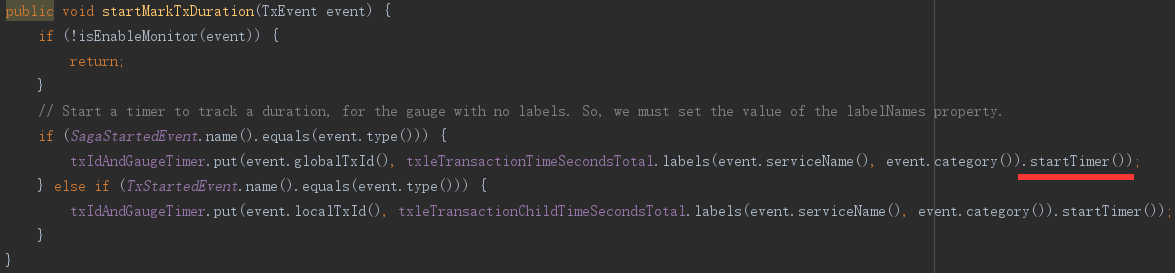 public void startMarkTxDuration(TxEvent event) {
    if (!isEnableMonitor(event)) {
        return;
    }
    // Start a timer to track a duration, for the gauge with no labels. So, we must set the value of the labelNames property.
    if (SagaStartedEvent.name().equals(event.type())) {
        txIdAndGaugeTimer.put(event.globalTxId(), txleTransactionTimeSecondsTotal.labels(event.serviceName(), event.category()).startTimer());
    } else if (TxStartedEvent.name().equals(event.type())) {
        txIdAndGaugeTimer.put(event.localTxId(), txleTransactionChildTimeSecondsTotal.labels(event.serviceName(), event.category()).startTimer());
    }
}